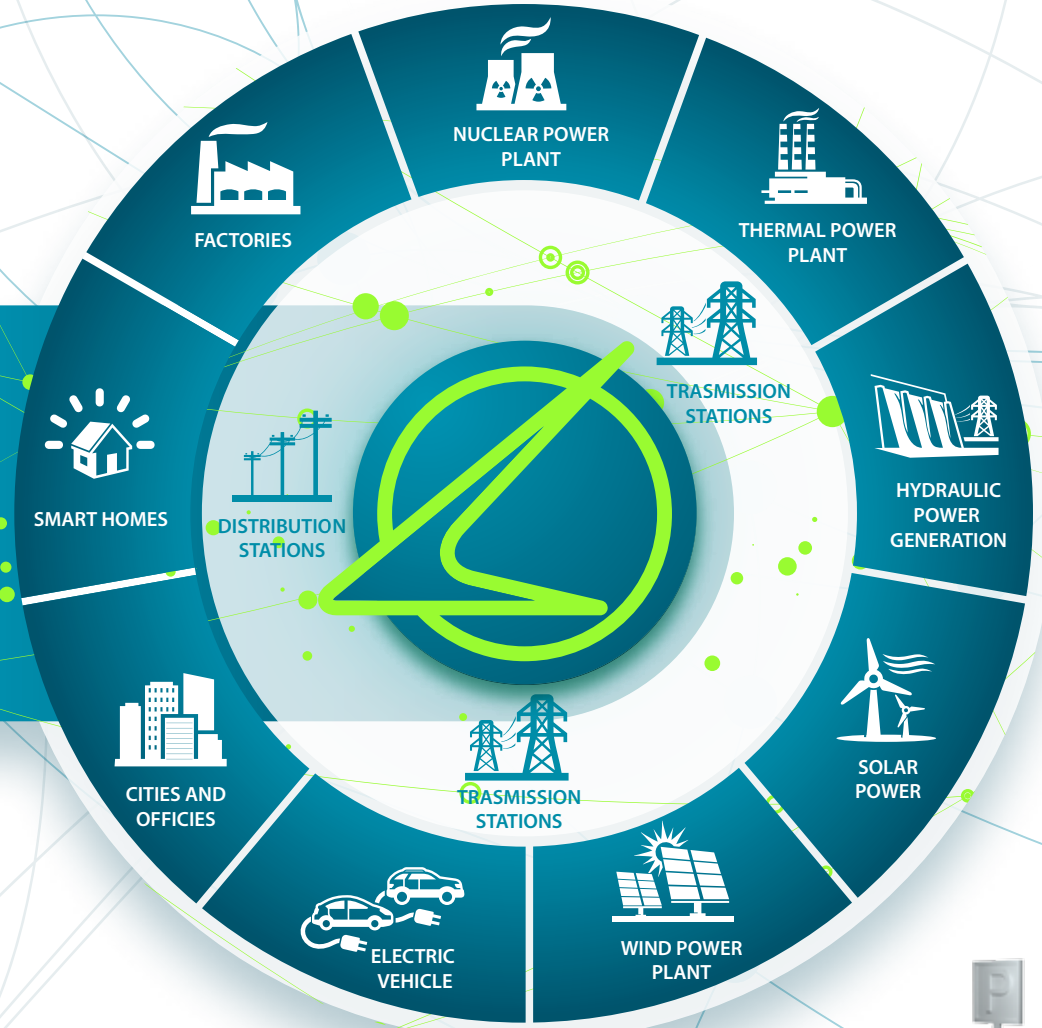 NUCLEAR POWER
PLANT
THERMAL POWER
PLANT
FACTORIES
TRASMISSION
STATIONS
HYDRAULIC
POWER
GENERATION
SMART HOMES
DISTRIBUTION
STATIONS
SOLAR
POWER
CITIES AND
OFFICIES
TRASMISSION
STATIONS
WIND POWER
PLANT
ELECTRIC
VEHICLE
P